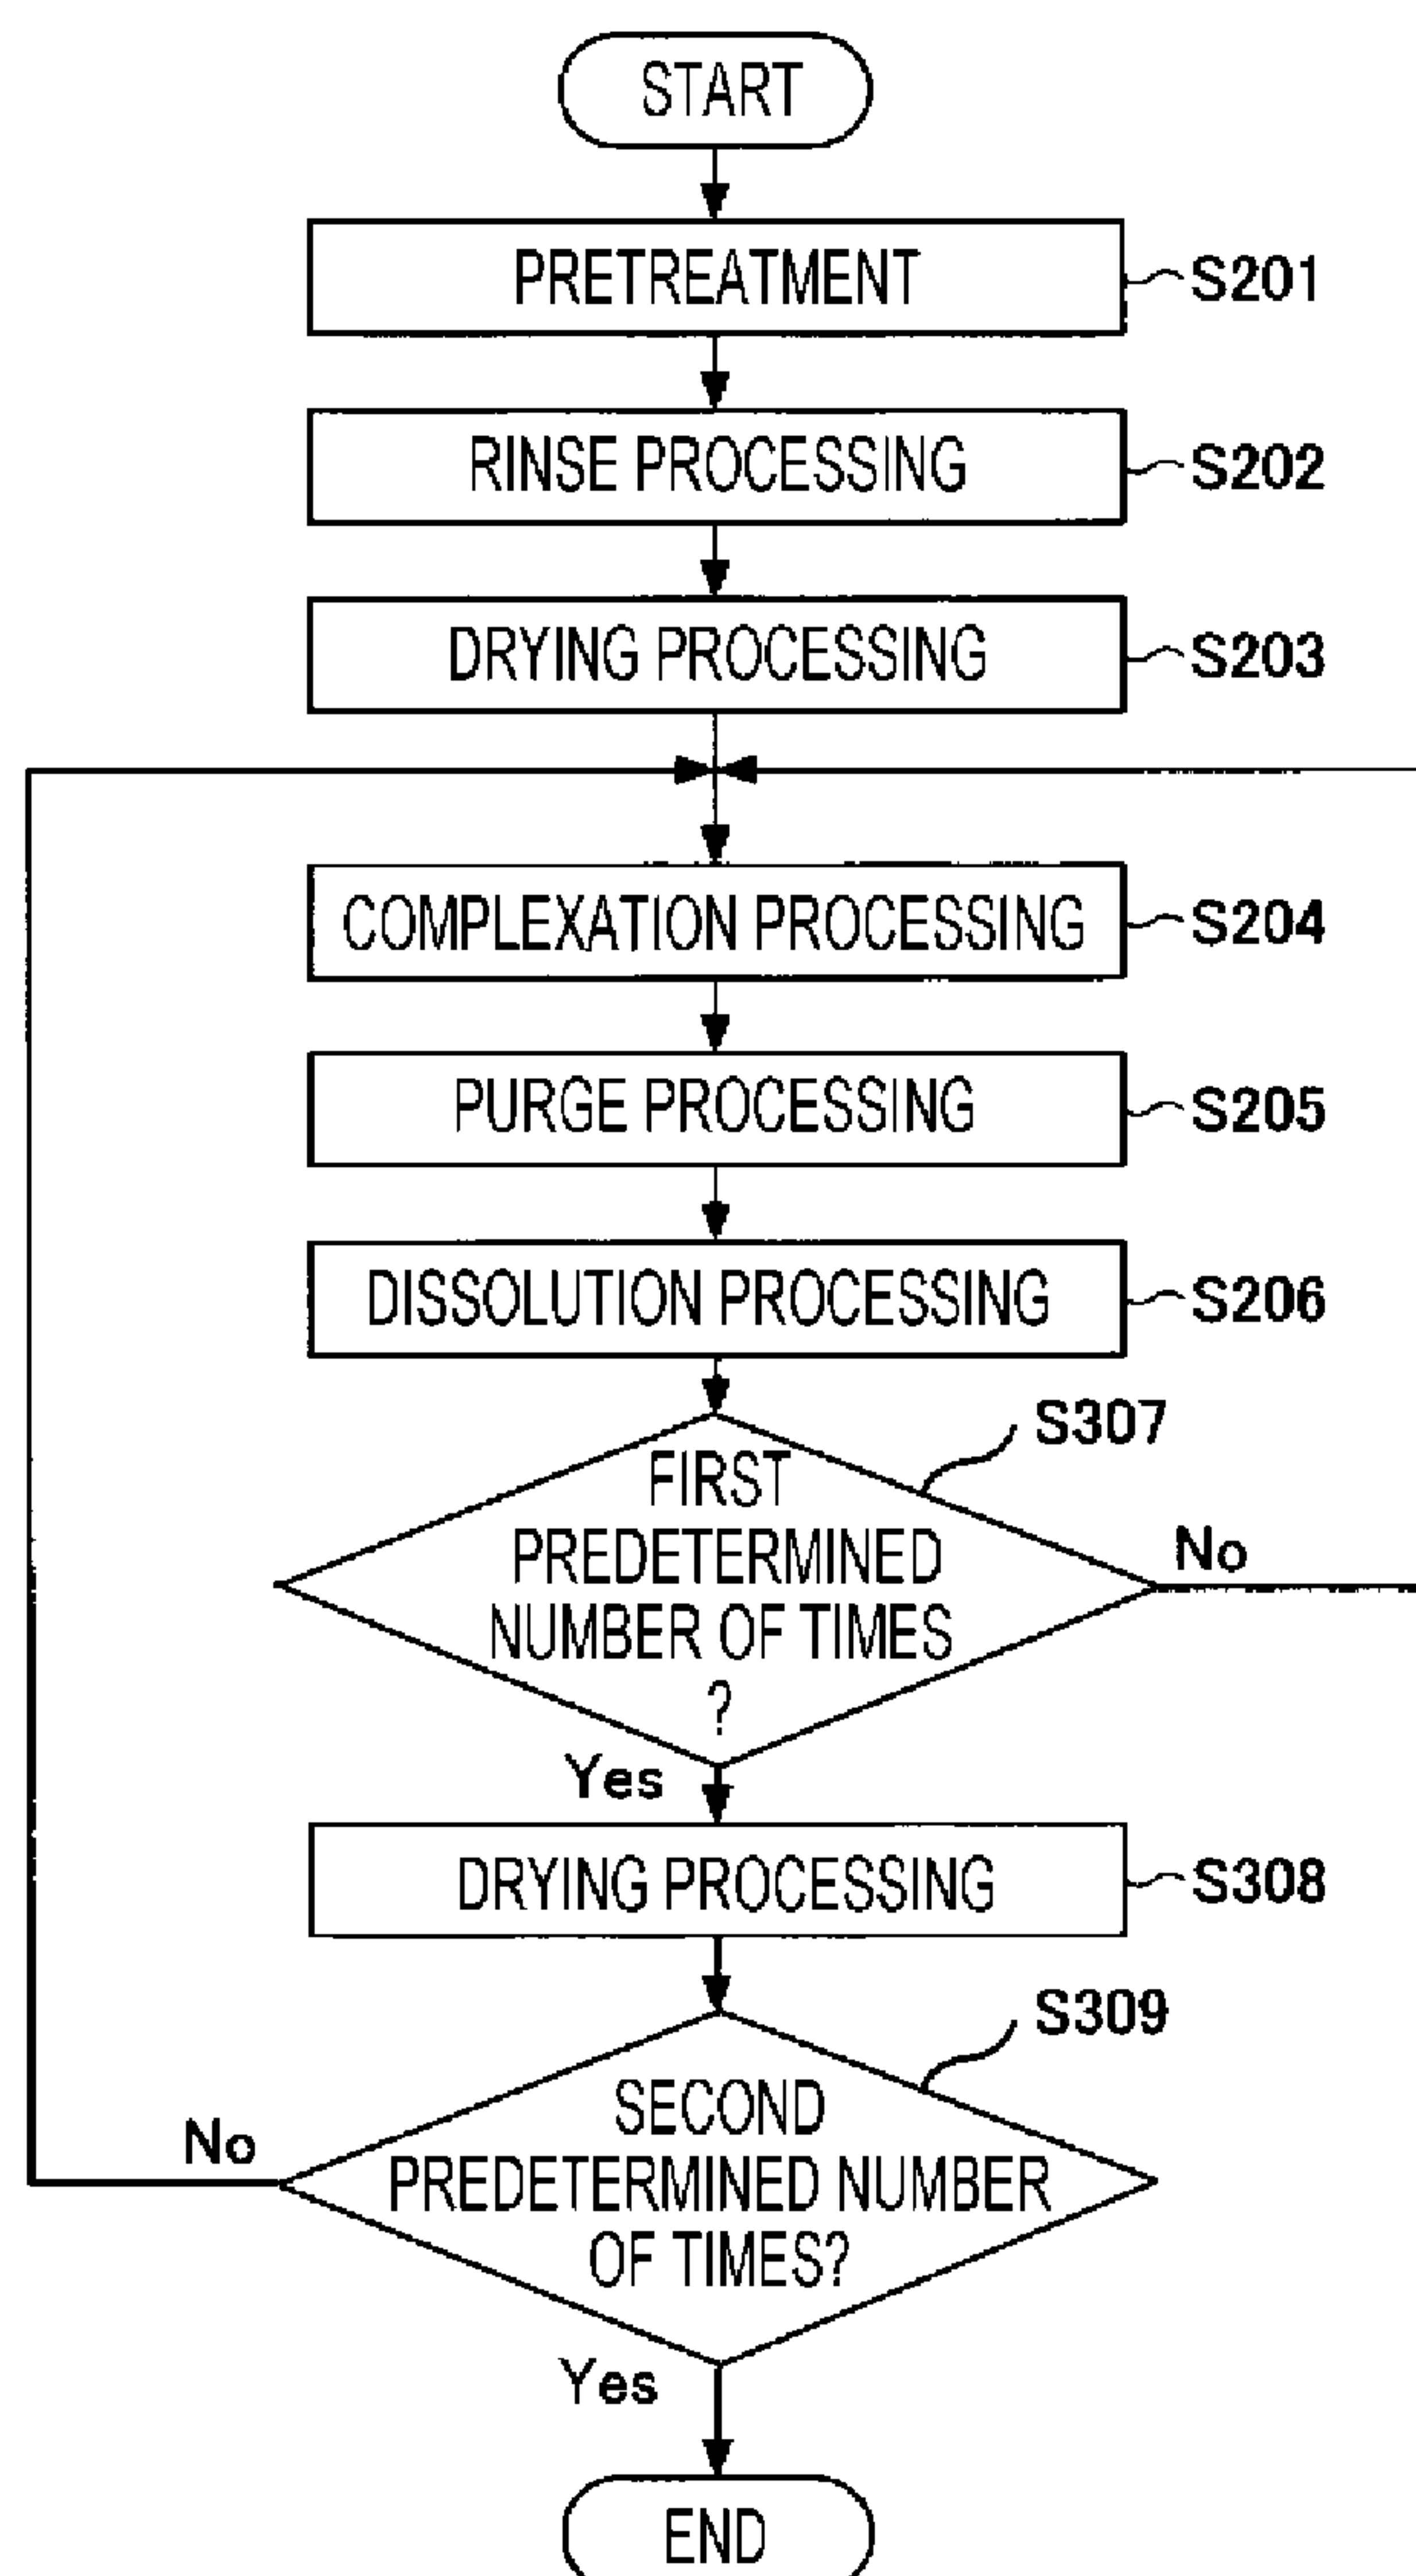 START
PRETREATMENT
S201
RINSE PROCESSING
S202
DRYING PROCESSING
S203
COMPLEXATION PROCESSING
S204
PURGE PROCESSING
S205
DISSOLUTION PROCESSING
S206
S307
FIRST
PREDETERMINED
NUMBER OF TIMES
?
No
Yes
DRYING PROCESSING
S308
S309
SECOND
PREDETERMINED NUMBER
OF TIMES?
No
Yes
END